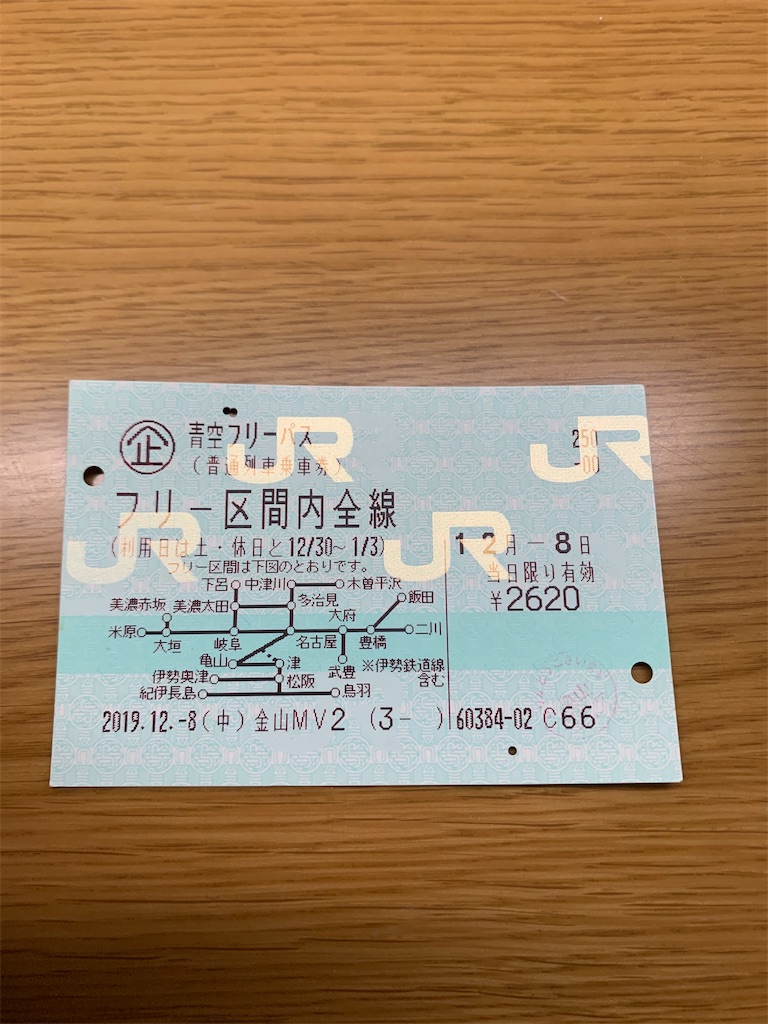 企 青空フリーパス 250
(普通列車乗車券) -00
フリー区間内全線
(利用日は土・休日と12/30~1/3) 12月-8日
フリー区間は下図のとおりです。 当日限り有効
¥2620
下呂 中津川 木曽平沢
美濃赤坂 美濃太田 多治見 飯田
大府
米原 大垣 岐阜 名古屋 豊橋 二川
亀山 津 武豊 ※伊勢鉄道線
含む
伊勢奥津 松阪
紀伊長島 鳥羽
2019.12.-8(中)金山MV2 (3- ) 60384-02 C66
JR
JR
JR
JR